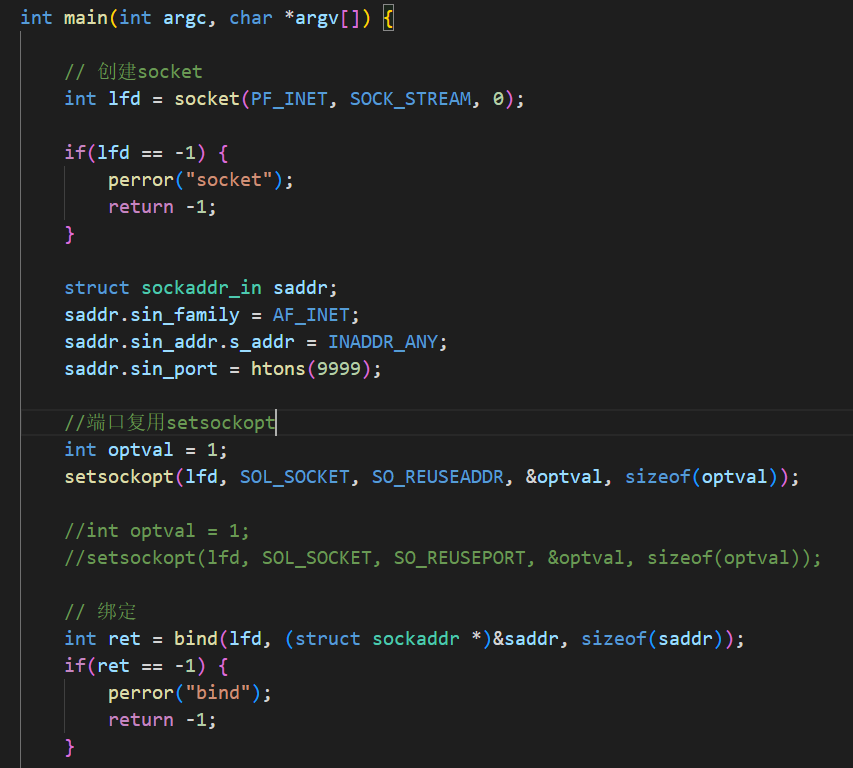 int main(int argc, char *argv[]) {
// 创建socket
int lfd = socket(PF_INET, SOCK_STREAM, 0);
if(lfd == -1) {
perror("socket");
return -1;
}
struct sockaddr_in saddr;
saddr.sin_family = AF_INET;
saddr.sin_addr.s_addr = INADDR_ANY;
saddr.sin_port = htons(9999);
//端口复用setsockopt
int optval = 1;
setsockopt(lfd, SOL_SOCKET, SO_REUSEADDR, &optval, sizeof(optval));
//int optval = 1;
//setsockopt(lfd, SOL_SOCKET, SO_REUSEPORT, &optval, sizeof(optval));
// 绑定
int ret = bind(lfd, (struct sockaddr *)&saddr, sizeof(saddr));
if(ret == -1) {
perror("bind");
return -1;
}